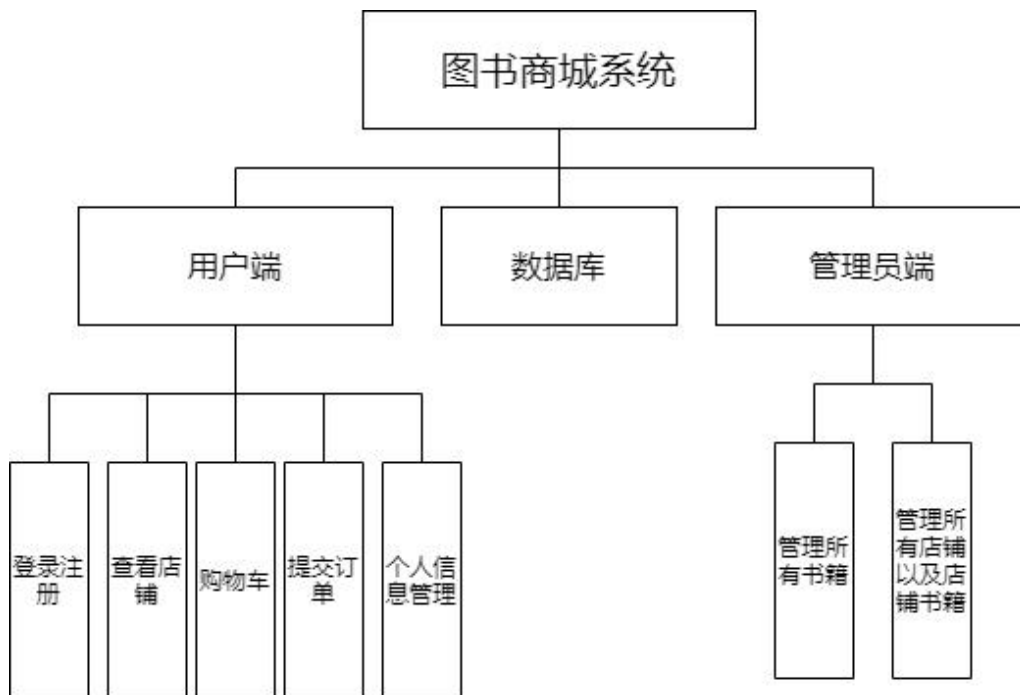 图书商城系统
用户端
数据库
管理员端
登录注
册
查看店
铺
购物车
提交订
单
个人信
息管理
管理所
有书籍
管理所
有店铺
以及店
铺书籍